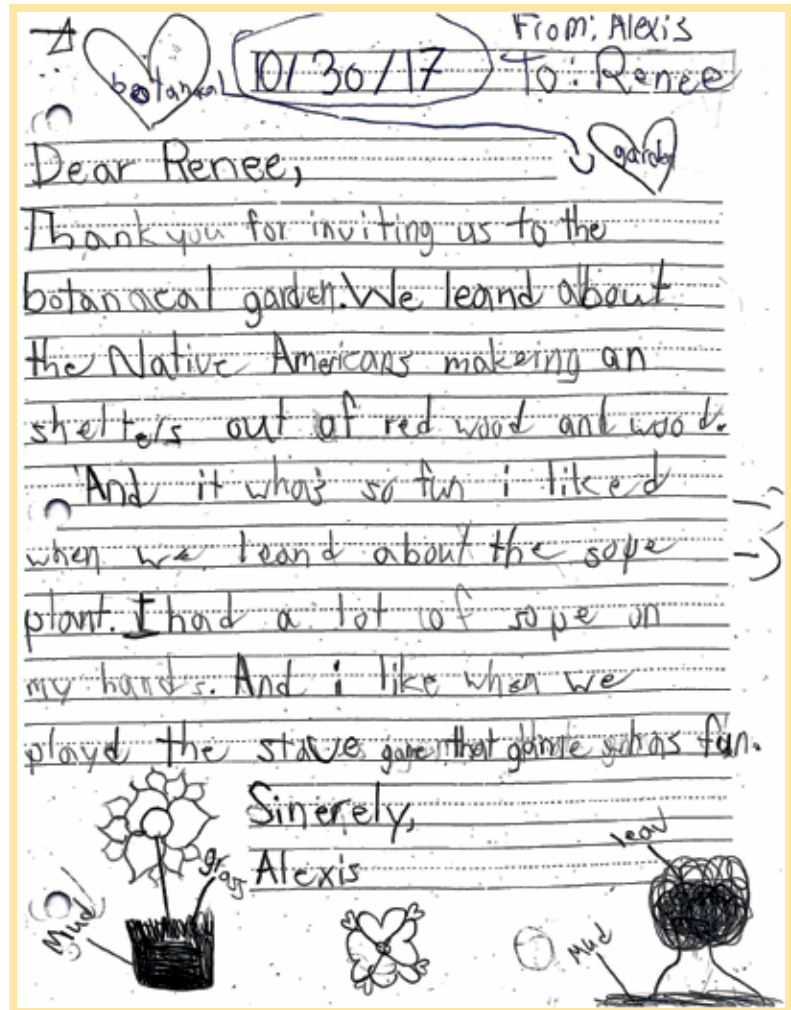 From: Alexis
botanacal 10/30/17 To: Renee
garden
Dear Renee,
Thank you for inviting us to the
botanacal garden. We leand about
the Native Americans makeing an
shelters out of red wood and wood.
And it whas so fun i liked
when we leand about the sope
plant. I had a lot of sope on
my hands. And i like when we
playd the stave game that game whas fun.
Sinerely,
Alexis
grass
Mud
leav
Mud